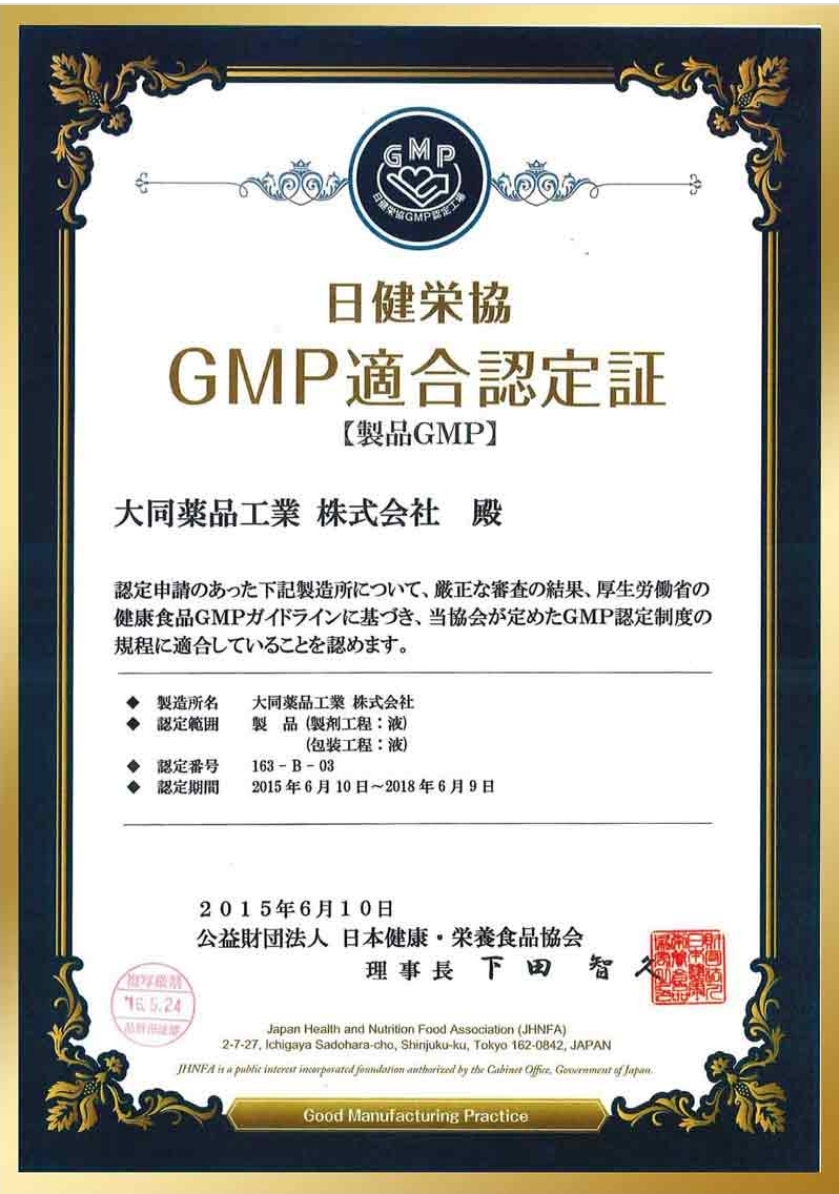 GMP
日健栄協GMP認定工場
日健栄協
GMP適合認定証
【製品GMP】
大同薬品工業 株式会社 殿
認定申請のあった下記製造所について、厳正な審査の結果、厚生労働省の
健康食品GMPガイドラインに基づき、当協会が定めたGMP認定制度の
規程に適合していることを認めます。
◆ 製造所名 大同薬品工業 株式会社
◆ 認定範囲 製 品 (製剤工程:液)
(包装工程:液)
◆ 認定番号 163-B-03
◆ 認定期間 2015年6月10日~2018年6月9日
2015年6月10日
公益財団法人 日本健康・栄養食品協会
理事長 下田 智久
複写厳禁
'16.5.24
品質保証部
Japan Health and Nutrition Food Association (JHNFA)
2-7-27, Ichigaya Sadohara-cho, Shinjuku-ku, Tokyo 162-0842, JAPAN
JHNFA is a public interest incorporated foundation authorized by the Cabinet Office, Government of Japan.
Good Manufacturing Practice